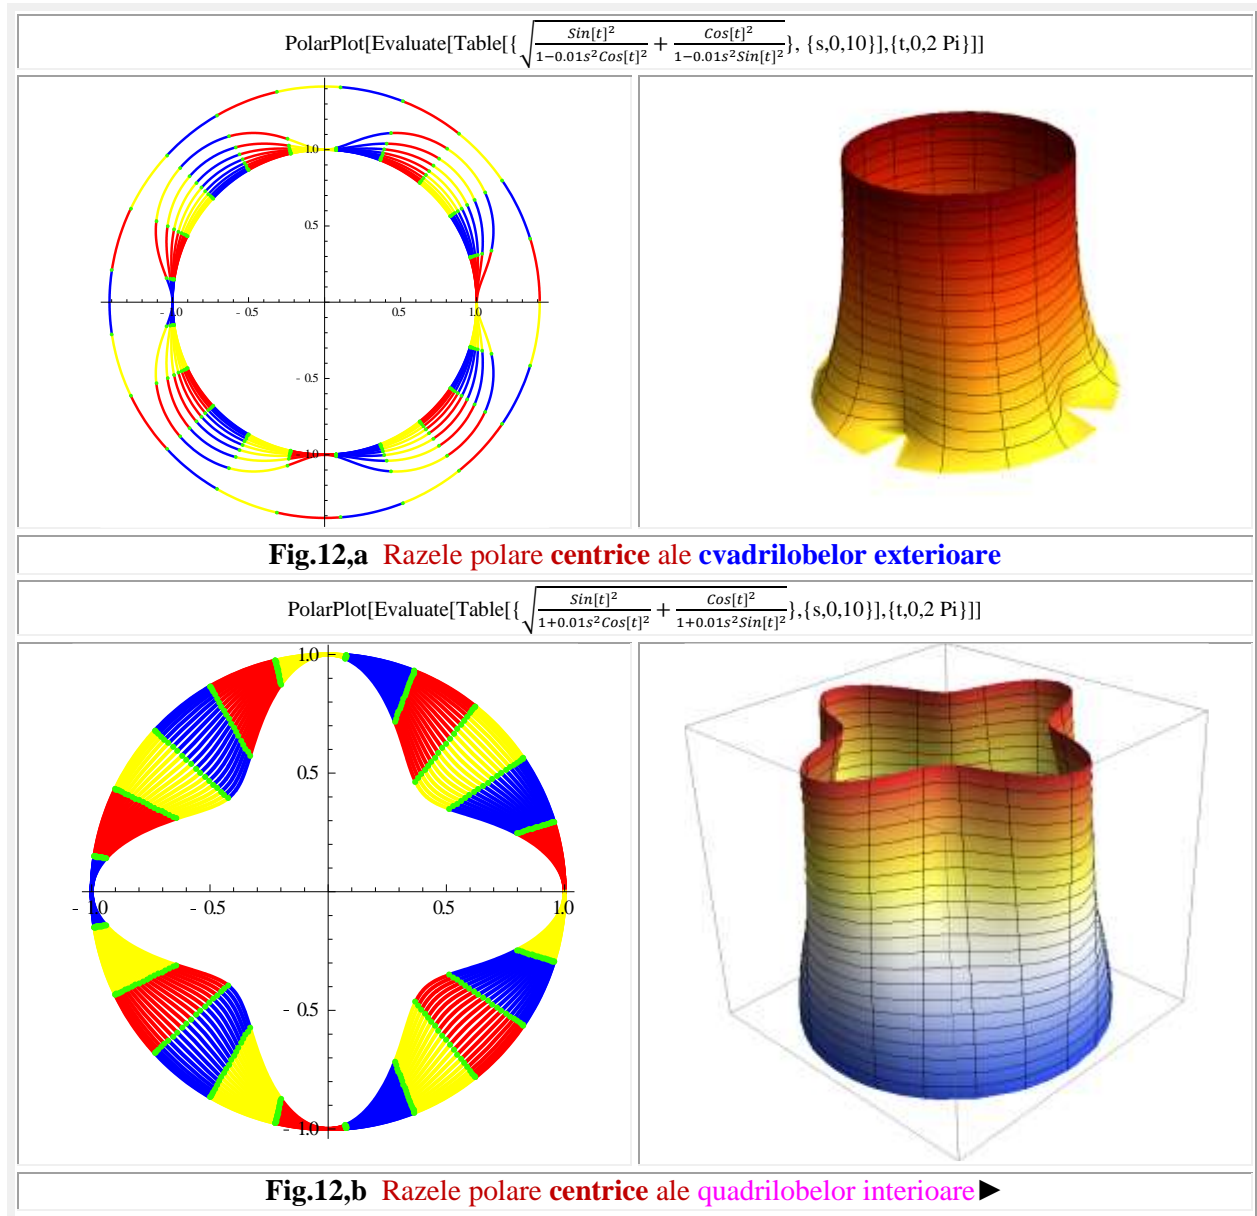 PolarPlot[Evaluate[Table[{√(Sin[t]²/(1−0.01s²Cos[t]²) + Cos[t]²/(1−0.01s²Sin[t]²))}, {s,0,10}],{t,0,2 Pi}]]
1.0
0.5
- 1.0 - 0.5 0.5 1.0
- 0.5
- 1.0
Fig.12,a Razele polare centrice ale cvadrilobelor exterioare
PolarPlot[Evaluate[Table[{√(Sin[t]²/(1+0.01s²Cos[t]²) + Cos[t]²/(1+0.01s²Sin[t]²))},{s,0,10}],{t,0,2 Pi}]]
1.0
0.5
- 1.0 - 0.5 0.5 1.0
- 0.5
- 1.0
Fig.12,b Razele polare centrice ale quadrilobelor interioare►